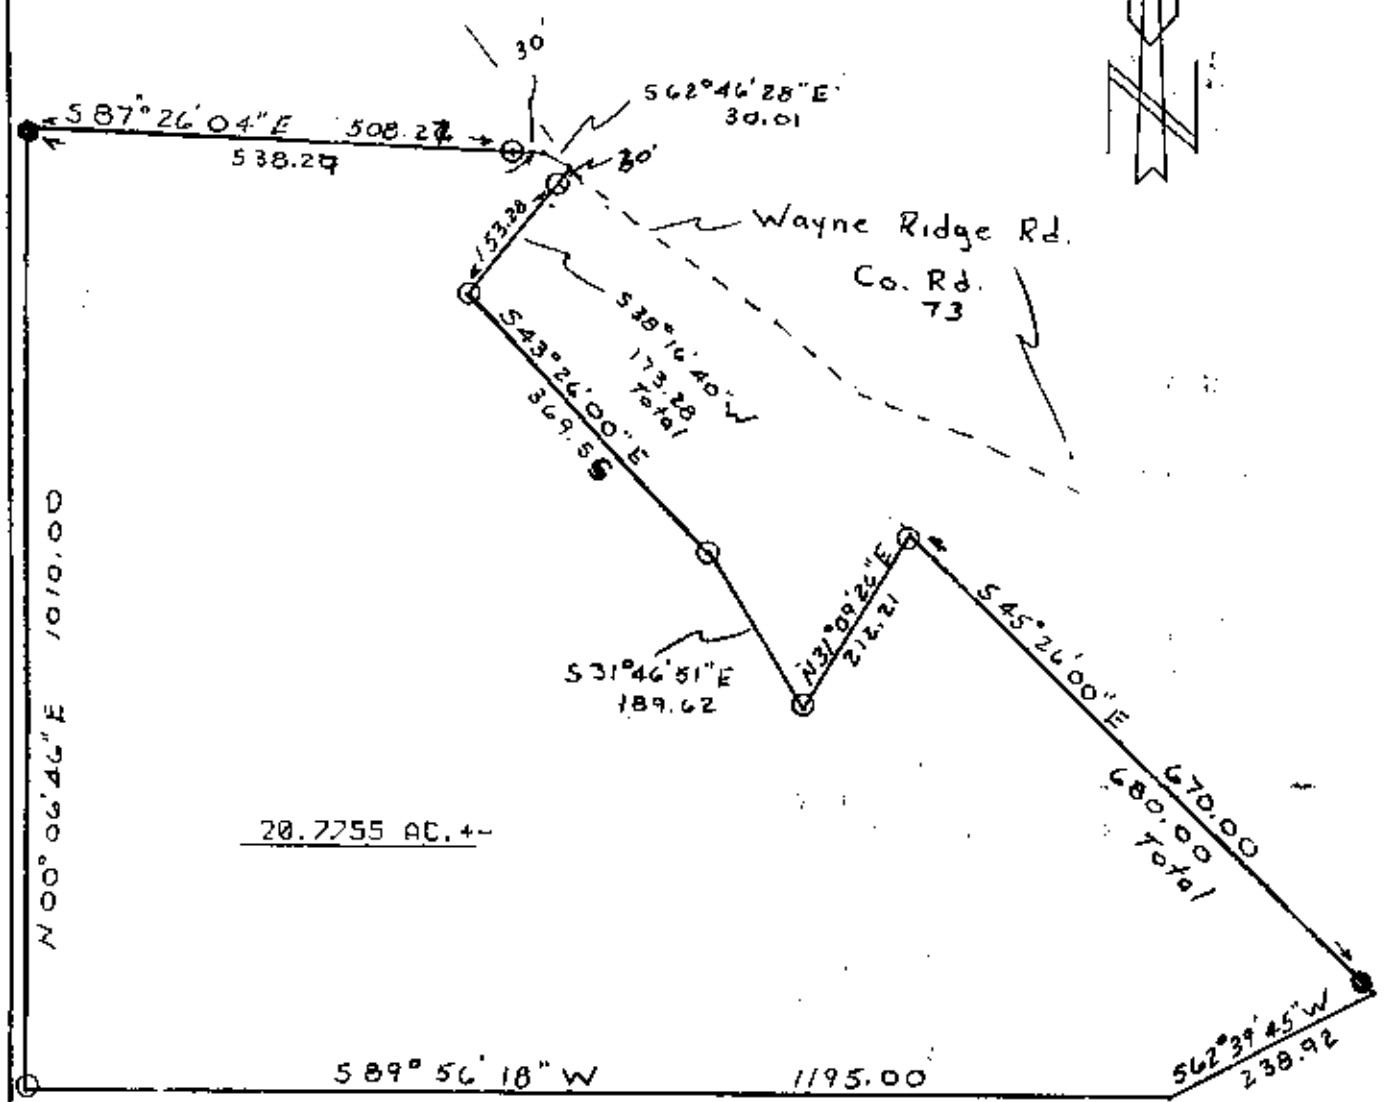 30'
S62°46'28"E
30.01
S87°26'04"E 508.27
538.27
30'
153.28
Wayne Ridge Rd.
Co. Rd.
73
S38°16'40"W
173.28
Total
S43°26'00"E
369.55
N00°06'46"E 1010.00
S31°46'51"E
189.62
N31°09'26"E
212.21
S45°26'00"E
670.00
680.00
Total
20.7755 AC.+-
S62°39'45"W
238.92
S89°56'18"W 1195.00
N